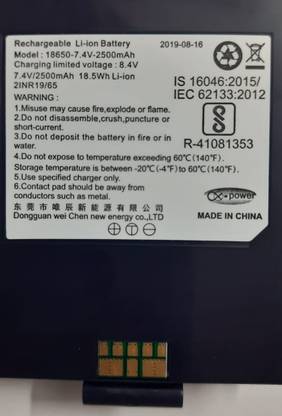 Rechargeable Li-ion Battery
2019-08-16
Model : 18650-7.4V-2500mAh
Charging limited voltage : 8.4V
7.4V/2500mAh 18.5Wh Li-ion
2INR19/65
IS 16046:2015/
IEC 62133:2012
WARNING :
1.Misuse may cause fire,explode or flame.
2.Do not disassemble,crush,puncture or
short-current.
3.Do not deposit the battery in fire or in
water.
R-41081353
4.Do not expose to temperature exceeding 60℃(140℉).
Storage temperature is between -20℃(-4℉)to 60℃(140℉).
5.Use specified charger only.
6.Contact pad should be away from
conductors such as metal.
CX-power
东莞市唯辰新能源有限公司
Dongguan wei Chen new energy co.,LTD
MADE IN CHINA